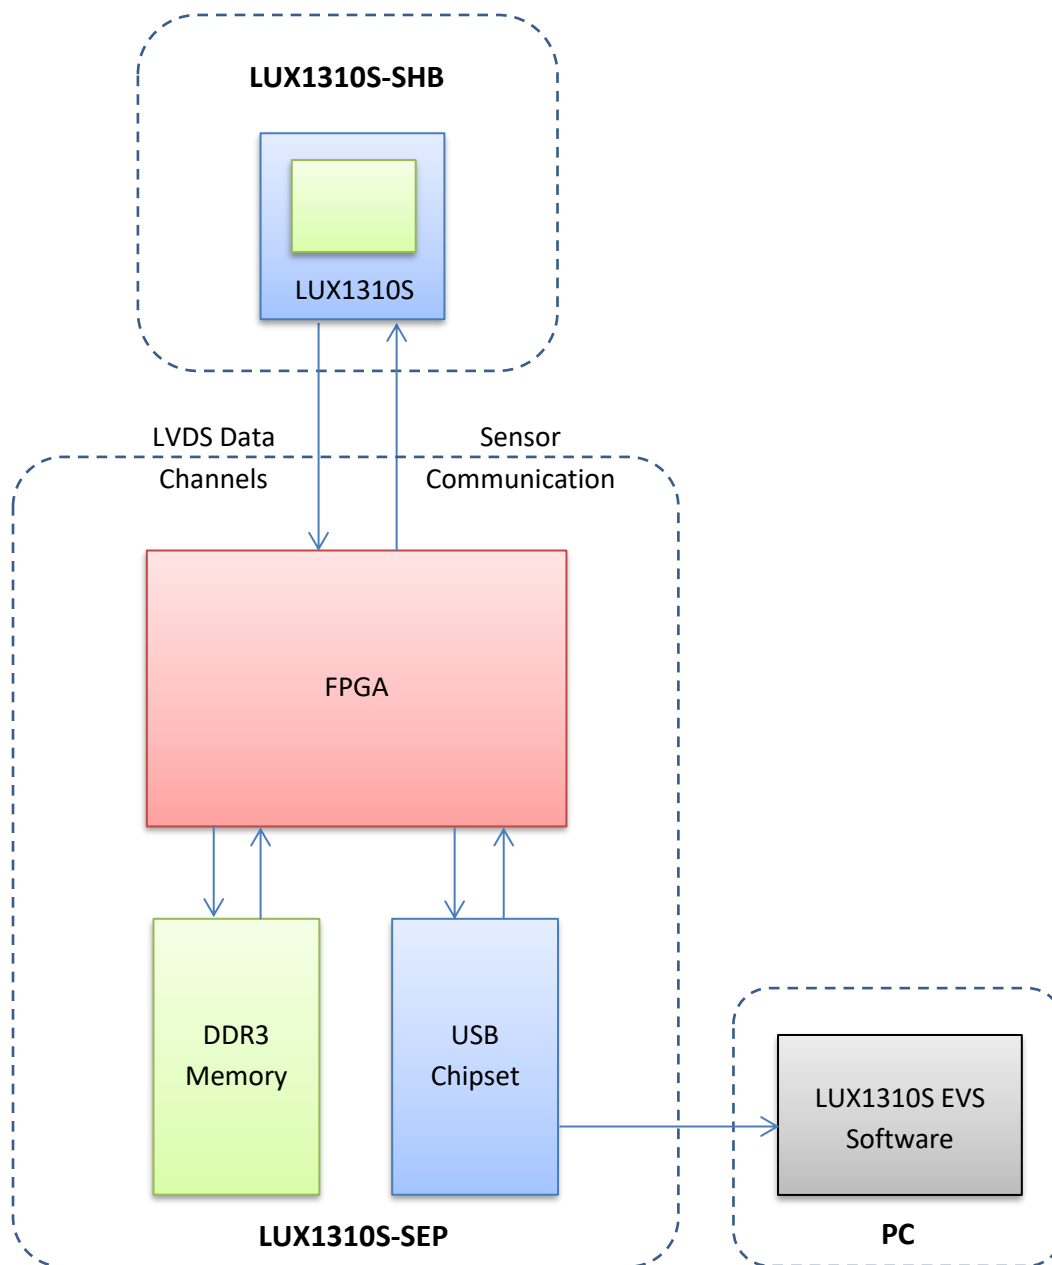 LUX1310S-SHB
LUX1310S
LVDS Data
Channels
Sensor
Communication
FPGA
DDR3
Memory
USB
Chipset
LUX1310S EVS
Software
LUX1310S-SEP
PC